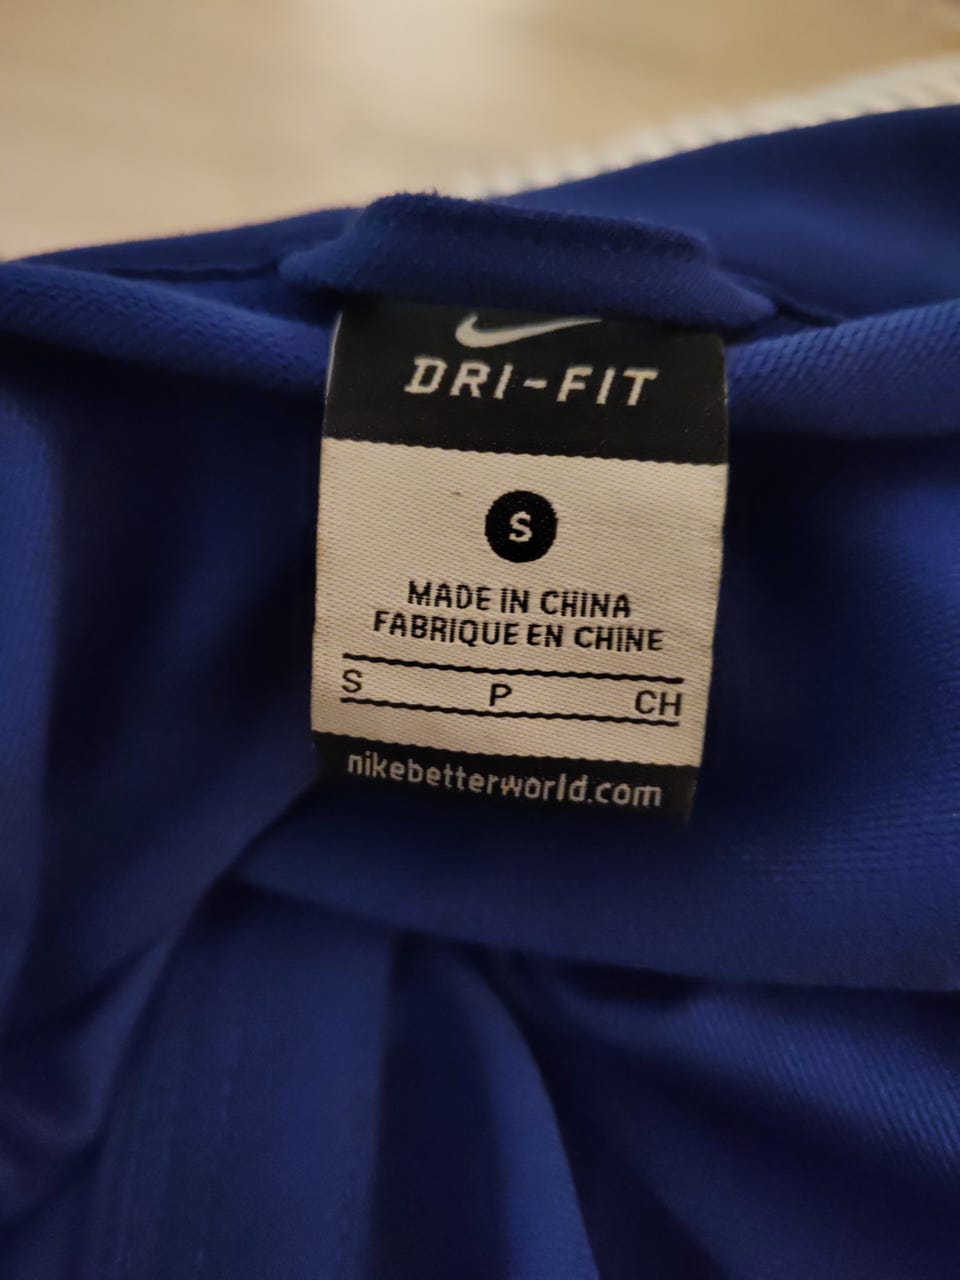 DRI-FIT
S
MADE IN CHINA
FABRIQUE EN CHINE
S P CH
nikebetterworld.com